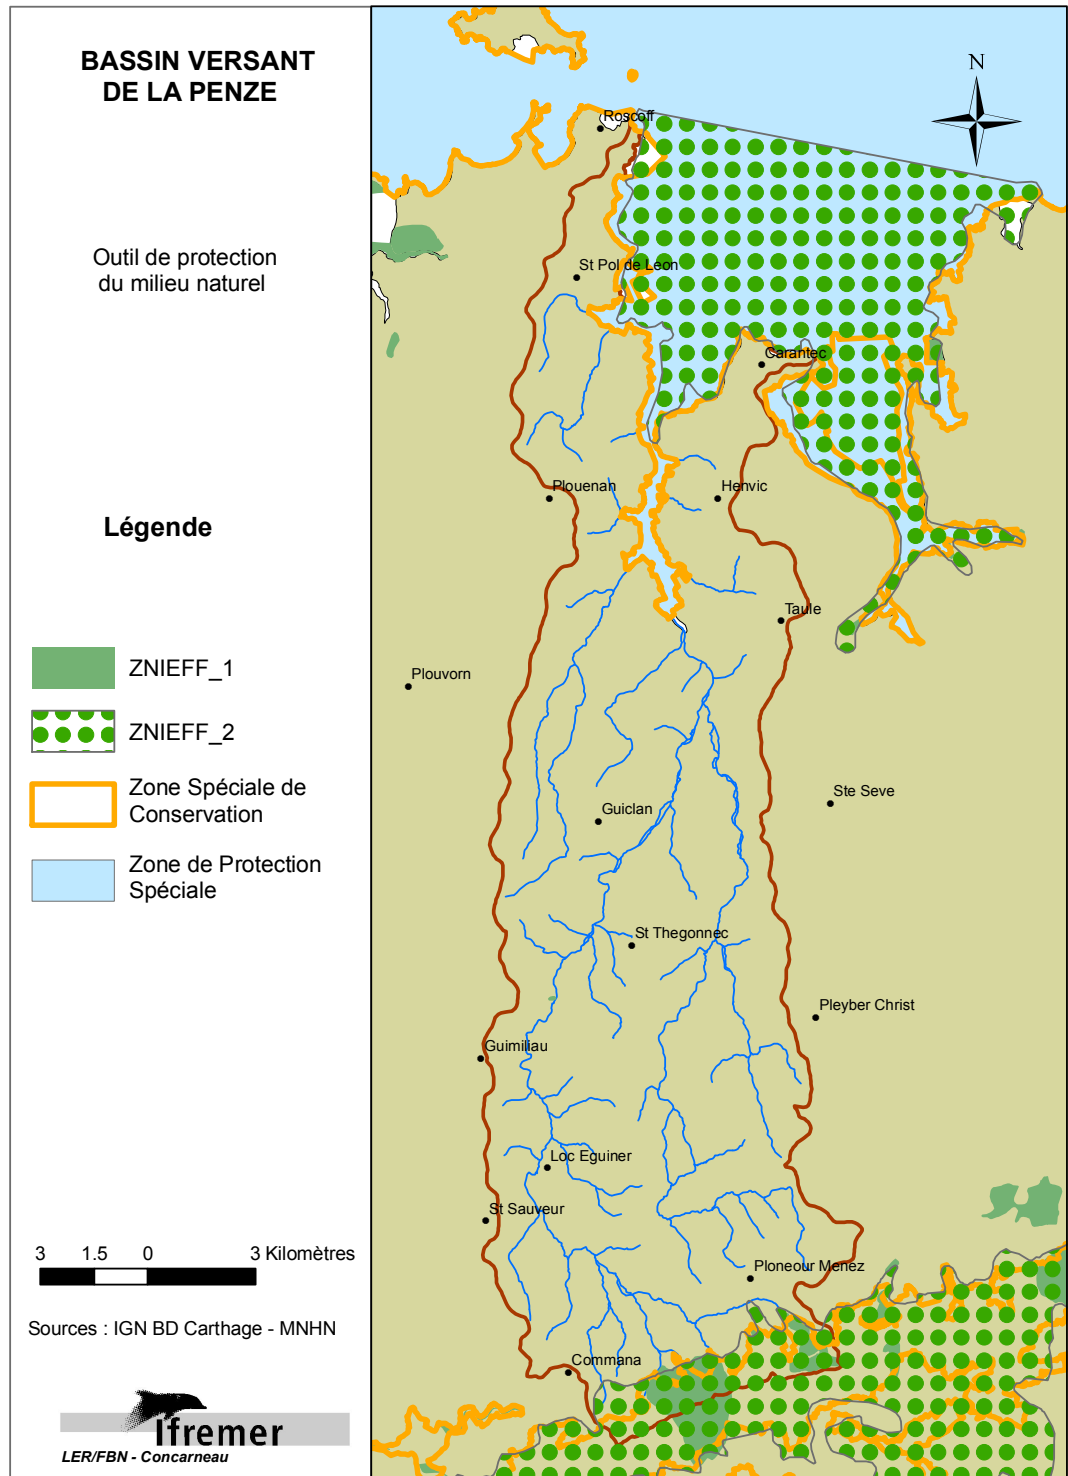 BASSIN VERSANT
DE LA PENZE
Outil de protection
du milieu naturel
Légende
ZNIEFF_1
ZNIEFF_2
Zone Spéciale de
Conservation
Zone de Protection
Spéciale
3 1.5 0 3 Kilomètres
Sources : IGN BD Carthage - MNHN
Ifremer
LER/FBN - Concarneau
N
Roscoff
St Pol de Leon
Carantec
Plouenan
Henvic
Taule
Plouvorn
Ste Seve
Guiclan
St Thegonnec
Pleyber Christ
Guimiliau
Loc Eguiner
St Sauveur
Ploneour Menez
Commana